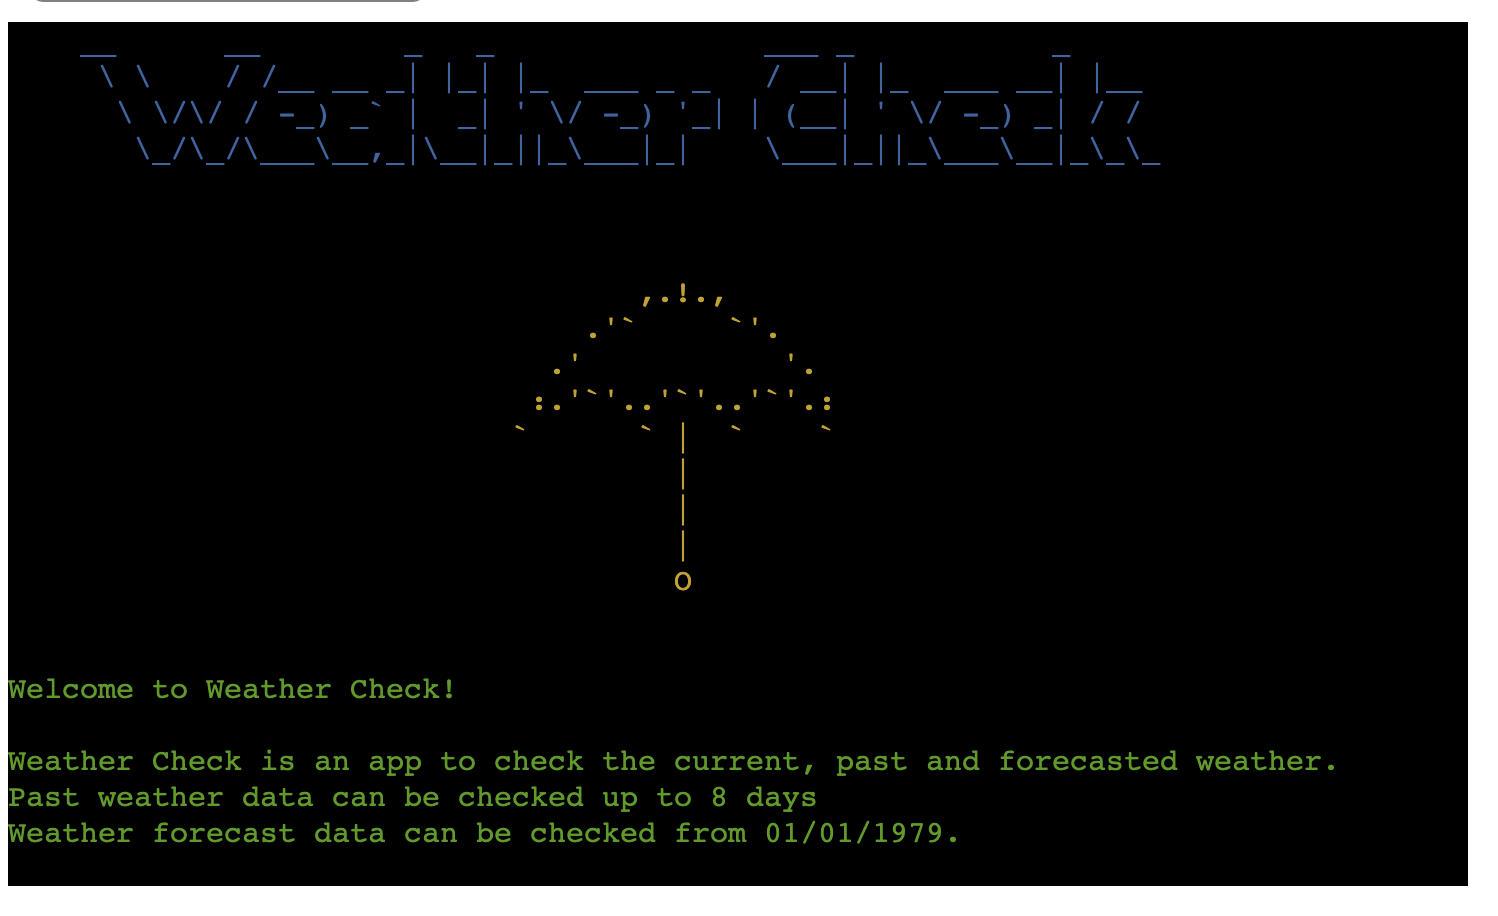 Weather Check
Welcome to Weather Check!
Weather Check is an app to check the current, past and forecasted weather.
Past weather data can be checked up to 8 days
Weather forecast data can be checked from 01/01/1979.